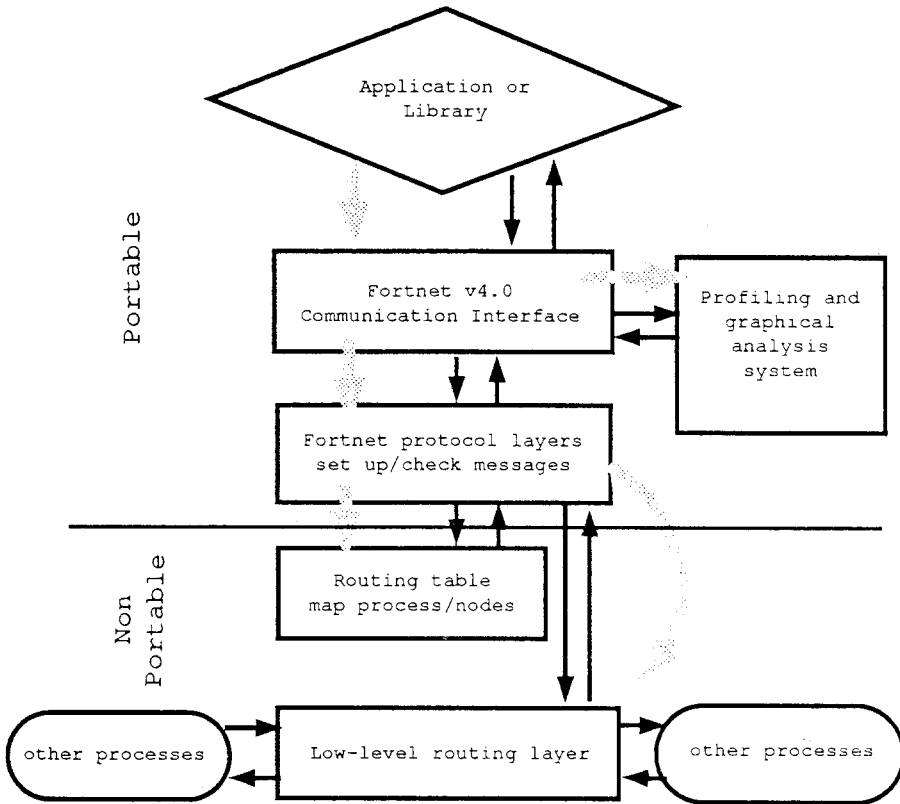 Application or
Library
Portable
Fortnet v4.0
Communication Interface
Profiling and
graphical
analysis
system
Fortnet protocol layers
set up/check messages
Non
Portable
Routing table
map process/nodes
other processes
Low-level routing layer
other processes